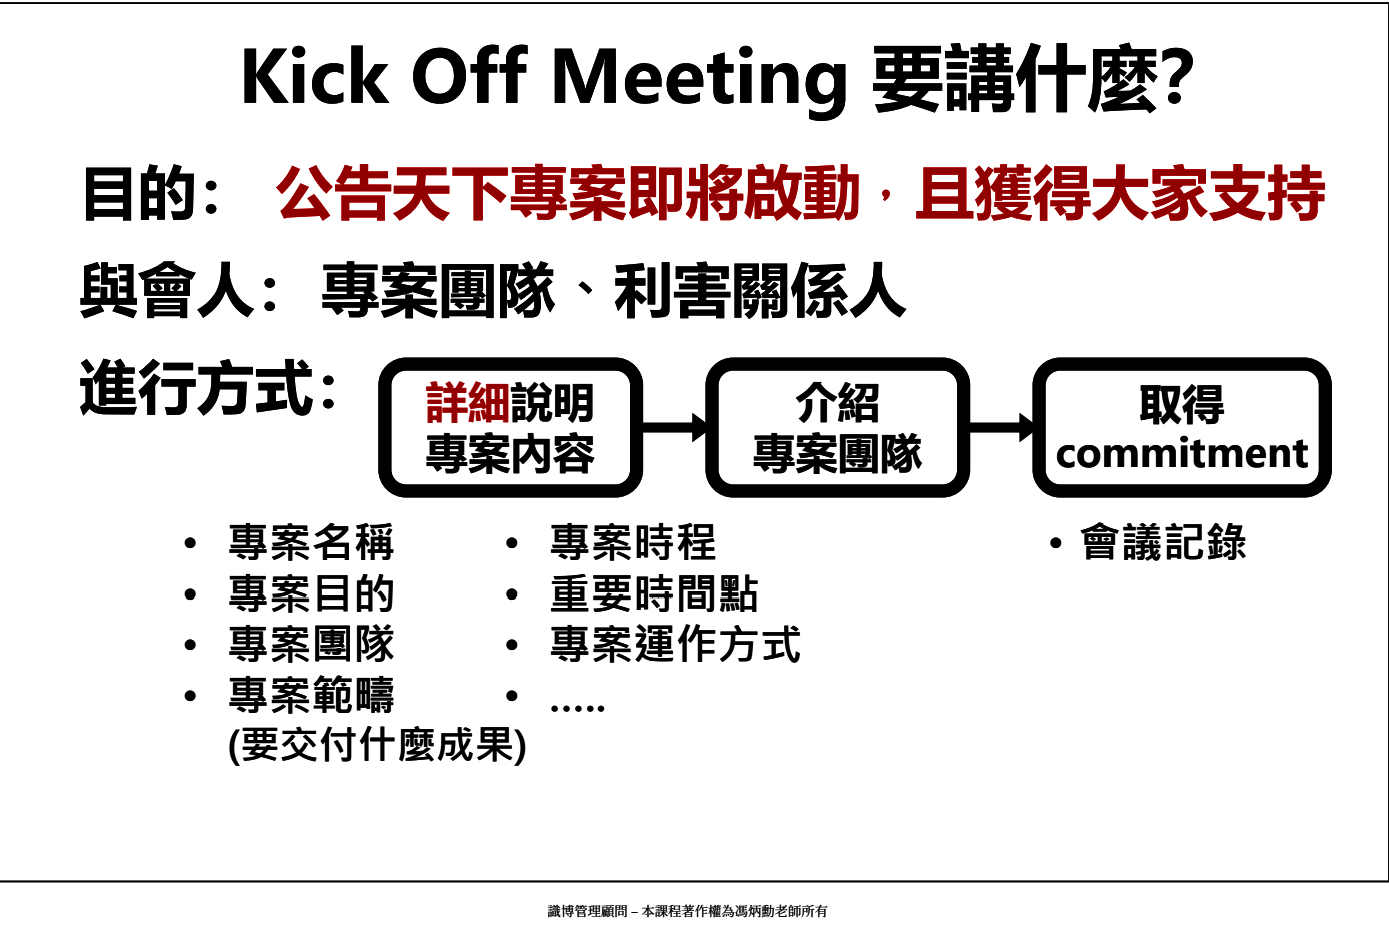 Kick Off Meeting 要講什麼?
目的： 公告天下專案即將啟動，且獲得大家支持
與會人： 專案團隊、利害關係人
進行方式：
詳細說明
專案內容
介紹
專案團隊
取得
commitment
• 專案名稱
• 專案目的
• 專案團隊
• 專案範疇
(要交付什麼成果)
• 專案時程
• 重要時間點
• 專案運作方式
• .....
• 會議記錄
識博管理顧問 – 本課程著作權為馮炳勳老師所有